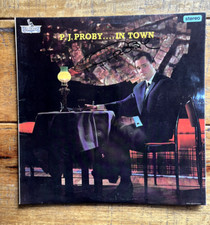 P.J. PROBY.... IN TOWN
stereo